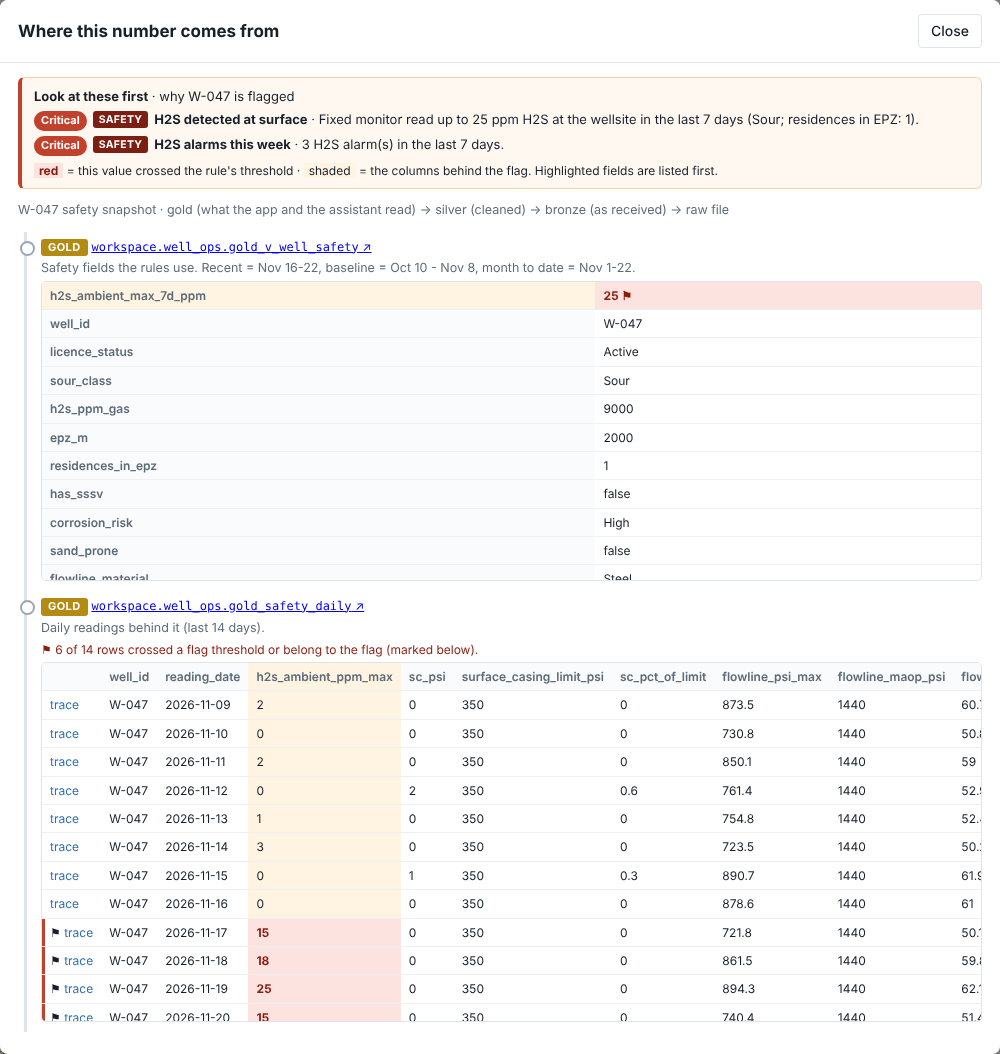 Where this number comes from
Close
Look at these first · why W-047 is flagged
Critical SAFETY H2S detected at surface · Fixed monitor read up to 25 ppm H2S at the wellsite in the last 7 days (Sour; residences in EPZ: 1).
Critical SAFETY H2S alarms this week · 3 H2S alarm(s) in the last 7 days.
red = this value crossed the rule's threshold · shaded = the columns behind the flag. Highlighted fields are listed first.
W-047 safety snapshot · gold (what the app and the assistant read) → silver (cleaned) → bronze (as received) → raw file
GOLD workspace.well_ops.gold_v_well_safety ↗
Safety fields the rules use. Recent = Nov 16-22, baseline = Oct 10 - Nov 8, month to date = Nov 1-22.
h2s_ambient_max_7d_ppm 25 ⚑
well_id W-047
licence_status Active
sour_class Sour
h2s_ppm_gas 9000
epz_m 2000
residences_in_epz 1
has_sssv false
corrosion_risk High
sand_prone false
flowline_material Steel
GOLD workspace.well_ops.gold_safety_daily ↗
Daily readings behind it (last 14 days).
⚑ 6 of 14 rows crossed a flag threshold or belong to the flag (marked below).
well_id reading_date h2s_ambient_ppm_max sc_psi surface_casing_limit_psi sc_pct_of_limit flowline_psi_max flowline_maop_psi
trace W-047 2026-11-09 2 0 350 0 873.5 1440
trace W-047 2026-11-10 0 0 350 0 730.8 1440
trace W-047 2026-11-11 2 0 350 0 850.1 1440 59
trace W-047 2026-11-12 0 2 350 0.6 761.4 1440
trace W-047 2026-11-13 1 0 350 0 754.8 1440
trace W-047 2026-11-14 3 0 350 0 723.5 1440
trace W-047 2026-11-15 0 1 350 0.3 890.7 1440
trace W-047 2026-11-16 0 0 350 0 878.6 1440 61
⚑ trace W-047 2026-11-17 15 0 350 0 721.8 1440
⚑ trace W-047 2026-11-18 18 0 350 0 861.5 1440
⚑ trace W-047 2026-11-19 25 0 350 0 894.3 1440
⚑ trace W-047 2026-11-20 15 0 350 0 740.4 1440